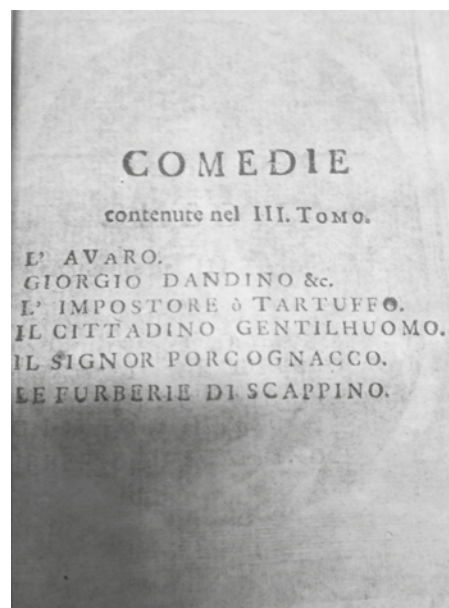 COMEDIE
contenute nel III. TOMO.
L' AVARO.
GIORGIO DANDINO &c.
L' IMPOSTORE ò TARTUFFO.
IL CITTADINO GENTILHUOMO.
IL SIGNOR PORCOGNACCO.
LE FURBERIE DI SCAPPINO.